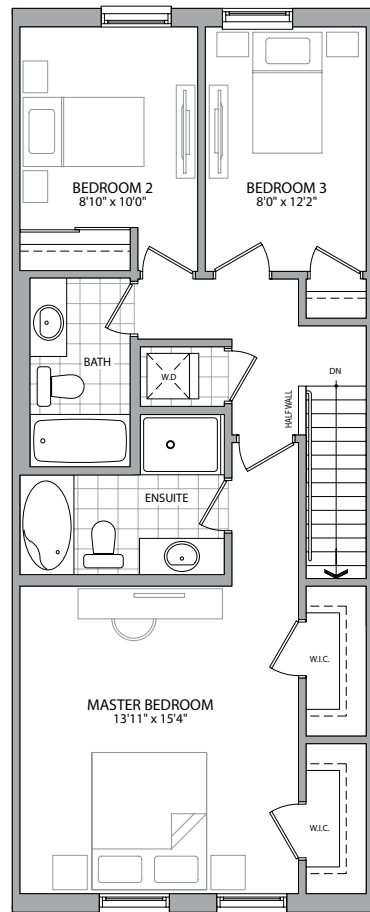 BEDROOM 2
8'10" x 10'0"
BEDROOM 3
8'0" x 12'2"
BATH
W.D
HALF WALL
DN
ENSUITE
W.I.C.
MASTER BEDROOM
13'11" x 15'4"
W.I.C.